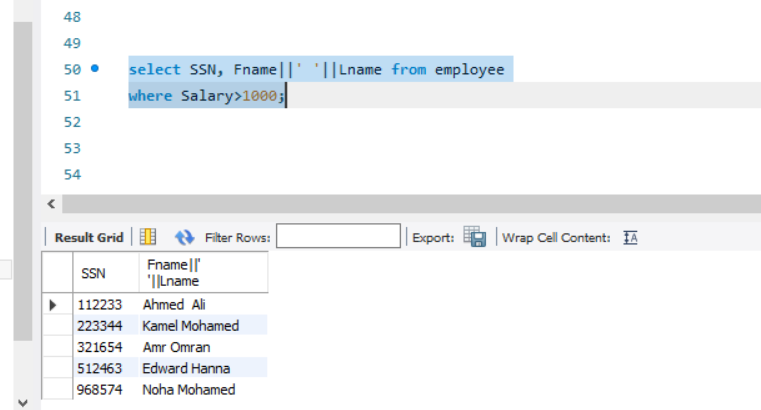 48
49
50 select SSN, Fname||' '||Lname from employee
51 where Salary>1000;
52
53
54
Result Grid Filter Rows: Export: Wrap Cell Content: IA
SSN Fname||'
'||Lname
112233 Ahmed Ali
223344 Kamel Mohamed
321654 Amr Omran
512463 Edward Hanna
968574 Noha Mohamed